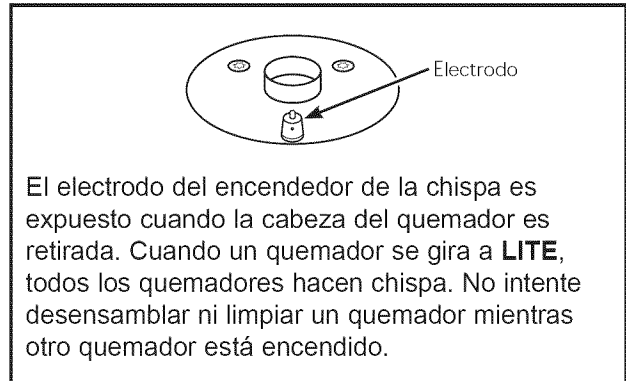 Electrodo
El electrodo del encendedor de la chispa es
expuesto cuando la cabeza del quemador es
retirada. Cuando un quemador se gira a LITE,
todos los quemadores hacen chispa. No intente
desensamblar ni limpiar un quemador mientras
otro quemador está encendido.